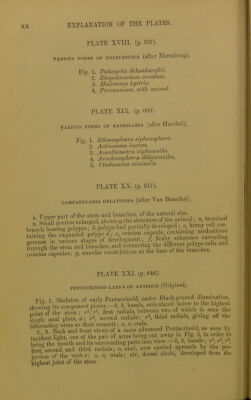 xx EXPLANATION OF THE PLATES.
PLATE XVIII. (p. 507).
VARIOUS FORMS OF POLYCYSTINA (after Ehrenberg).
Fig. 1. Podocyrtis Schomburgkii.
2. Rhopalocanium ornatum.
3. Haliomma hystrix.
4. Pterocanium, with animal.
PLATE XIX. (p. 609).
VARIOUS FORMS OF RADIOLARIA (after Haeckel).
Fig. 1. Ethmosphæra siphonophora.
2. Actinomma inerme.
3. Acanthometra xiphicantha.
4. Arachnosphæra oligacantha.
5. Cladococcus viminalis.
PLATE XX. (p. 617).
CAMPANULARIA GELATINOSA (after Van Beneden).
A, Upper part of the stem and branches, of the natural size.
B, Small portion enlarged, showing the structure of the animal; a, terminal
branch bearing polypes; b, polype-bud partially developed; c, horny cell con-
taining the expanded polype d; e, ovarian capsule, containing medusiform
gemmæ in various stages of development; f, fleshy substance extending
through the stem and branches, and connecting the different polype-cells and
ovarian capsules; g, annular constrictions at the base of the branches.
PLATE XXI. (p. 646).
PENTACRINOID LARVA OF ANTEDON (Original).
Fig. 1. Skeleton of early Pentacrinoid, under Black-ground illumination,
showing its component plates:—b, b, basals, articulated below to the highest
joint of the stem; r¹, r¹, first radials, between two of which is seen the
single anal plate, a; r², second radials; r³, third radials, giving off the
bifurcating arms at their summit; o, o, orals.
2, 3. Back and front views of a more advanced Pentacrinoid, as seen by
incident light, one of the pair of arms being cut away in Fig. 3, in order to
bring the mouth and its surrounding parts into view:—b, b, basals; r¹, r², r³,
first, second, and third radials; a, anal, now carried upwards by the pro-
jection of the vent v; o, o, orals; cir, dorsal cirrhi, developed from the
highest joint of the stem.